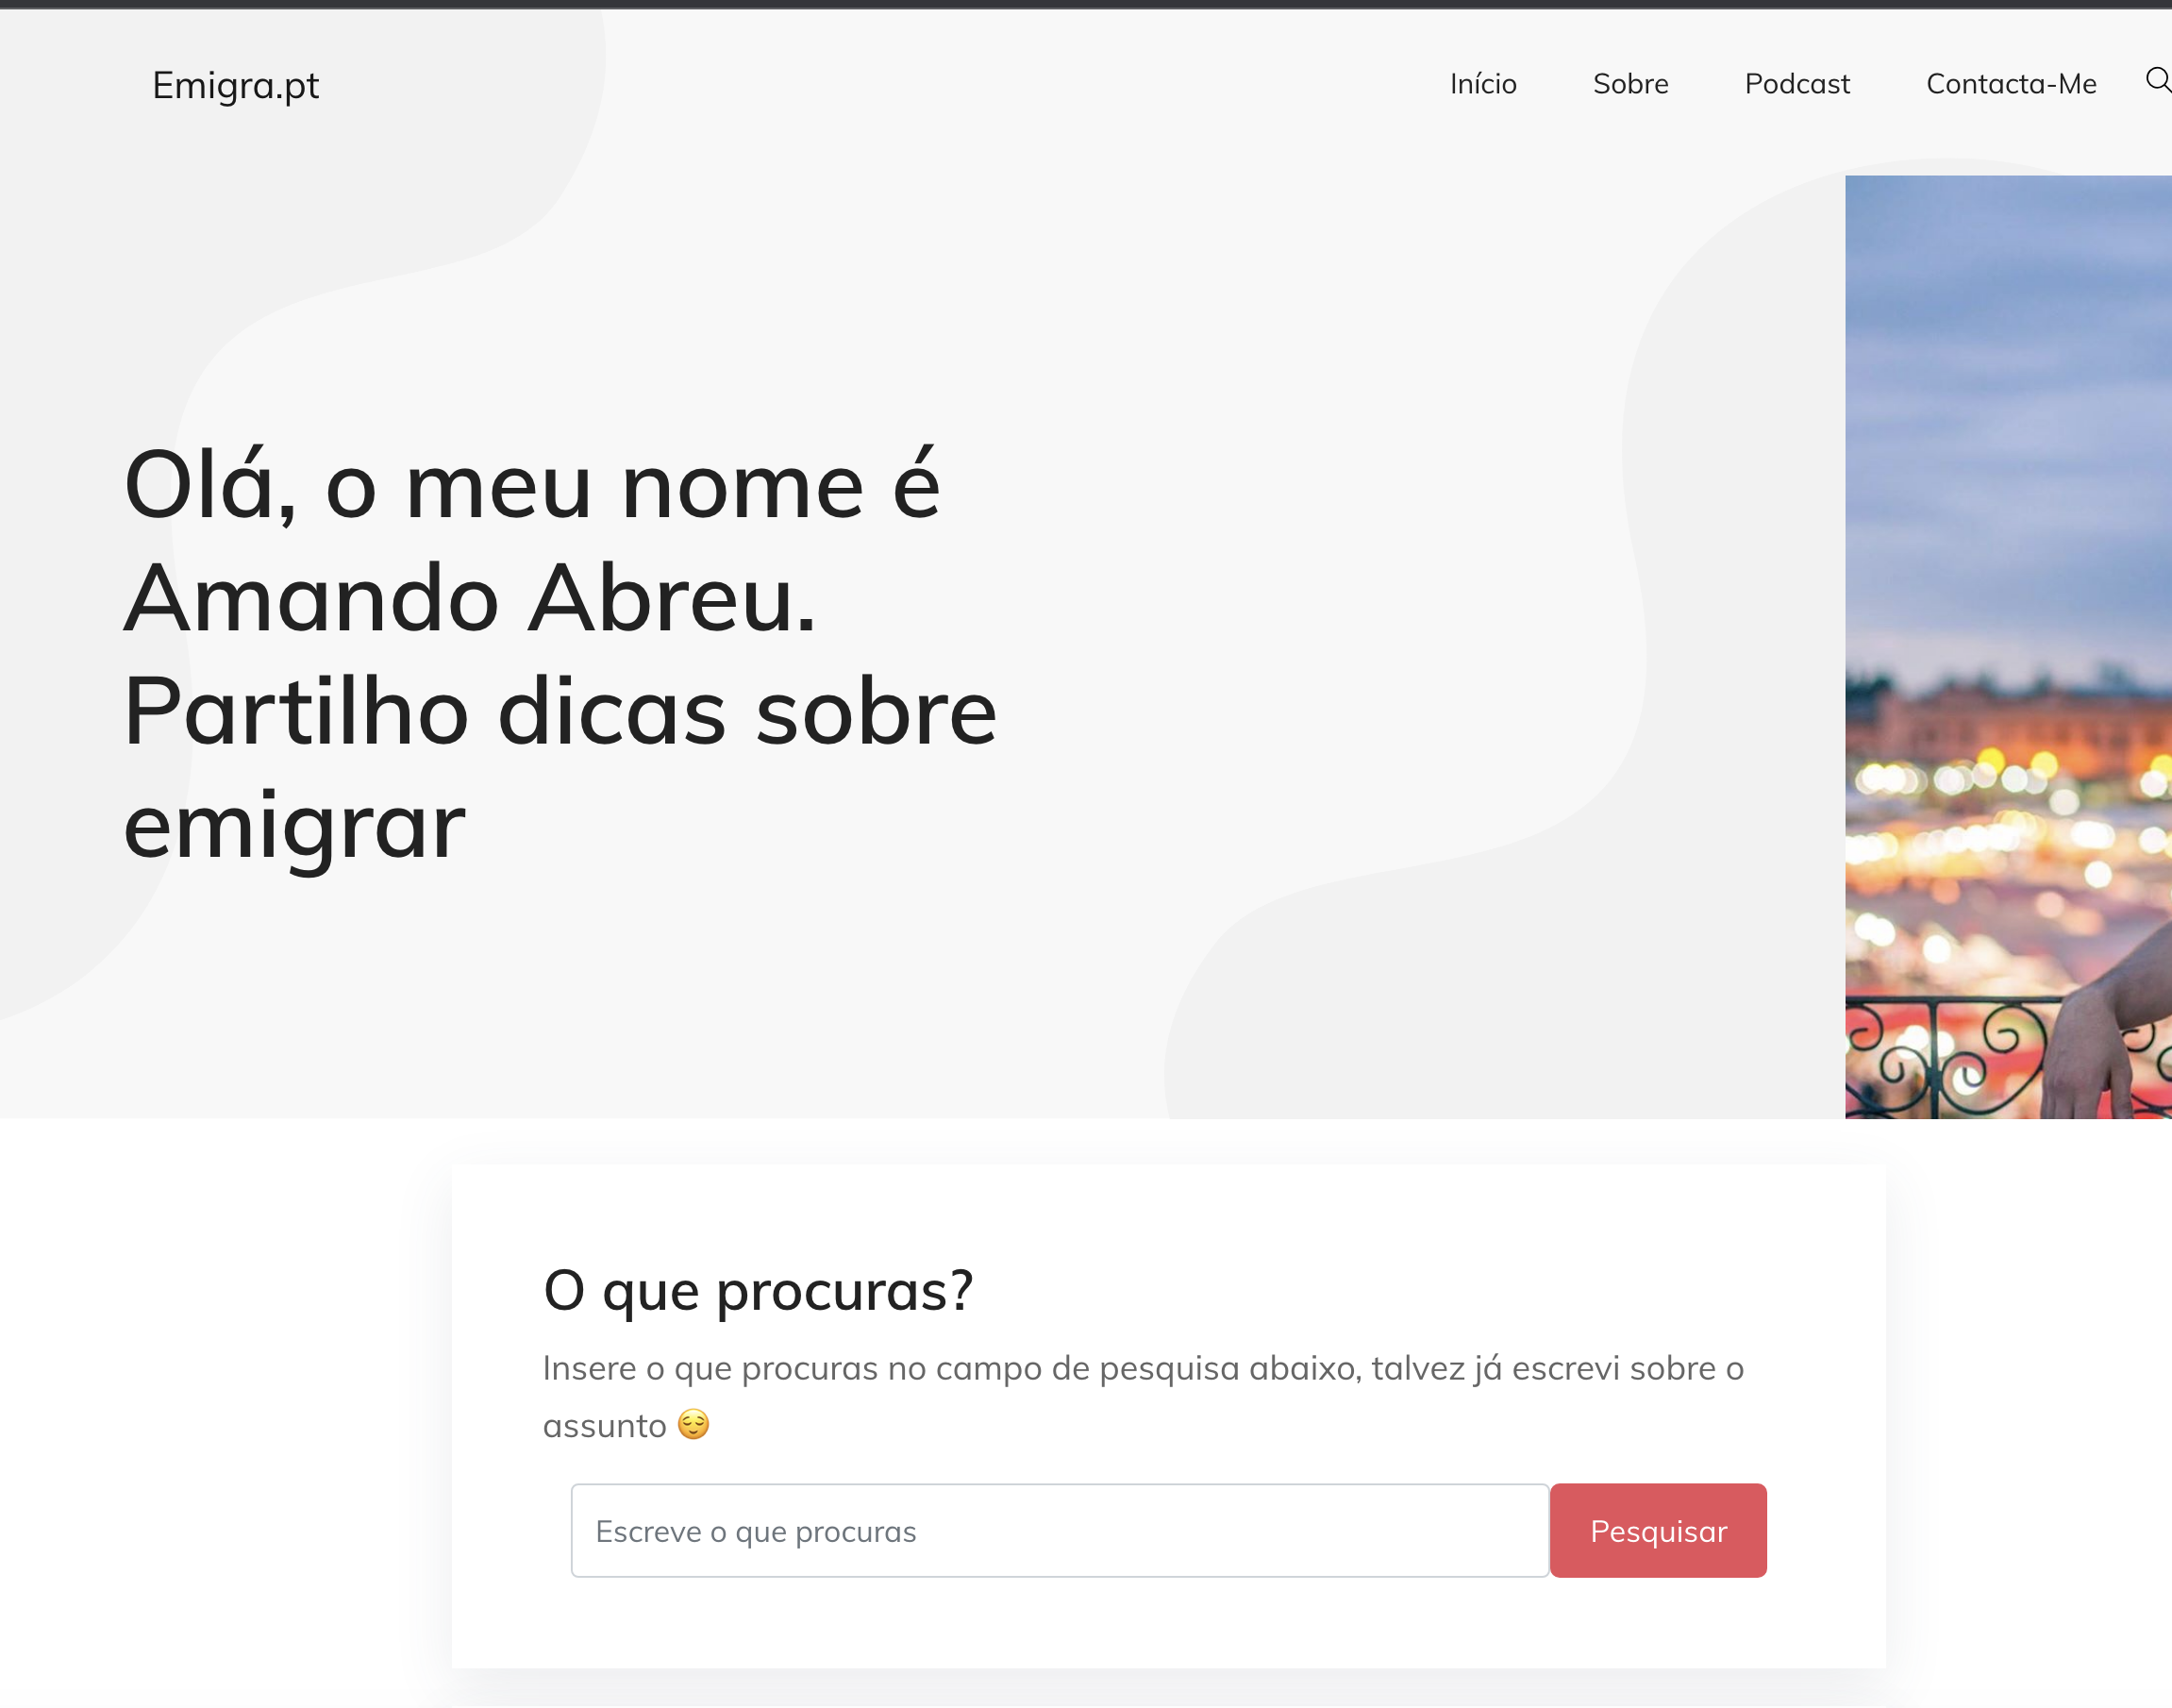 Emigra.pt
Início Sobre Podcast Contacta-Me
Olá, o meu nome é
Amando Abreu.
Partilho dicas sobre
emigrar
O que procuras?
Insere o que procuras no campo de pesquisa abaixo, talvez já escrevi sobre o
assunto 😌
Escreve o que procuras
Pesquisar